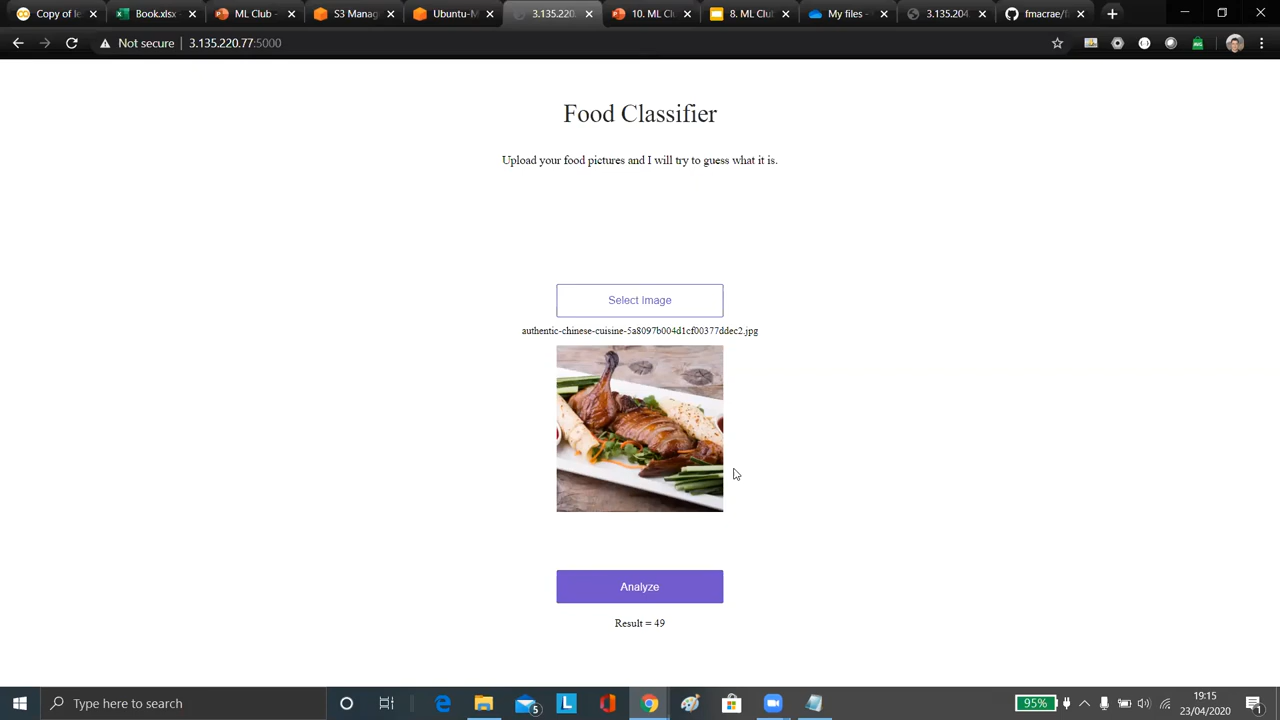 Copy of le
Book.xlsx
ML Club -
S3 Manag
Ubuntu-M
3.135.220.
10. ML Cl
8. ML Clu
My files -
3.135.204
fmacrae/f
Not secure
3.135.220.77:5000
Food Classifier
Upload your food pictures and I will try to guess what it is.
Select Image
authentic-chinese-cuisine-5a8097b004d1cf00377ddec2.jpg
Analyze
Result = 49
Type here to search
5
L
95%
19:15
23/04/2020
1